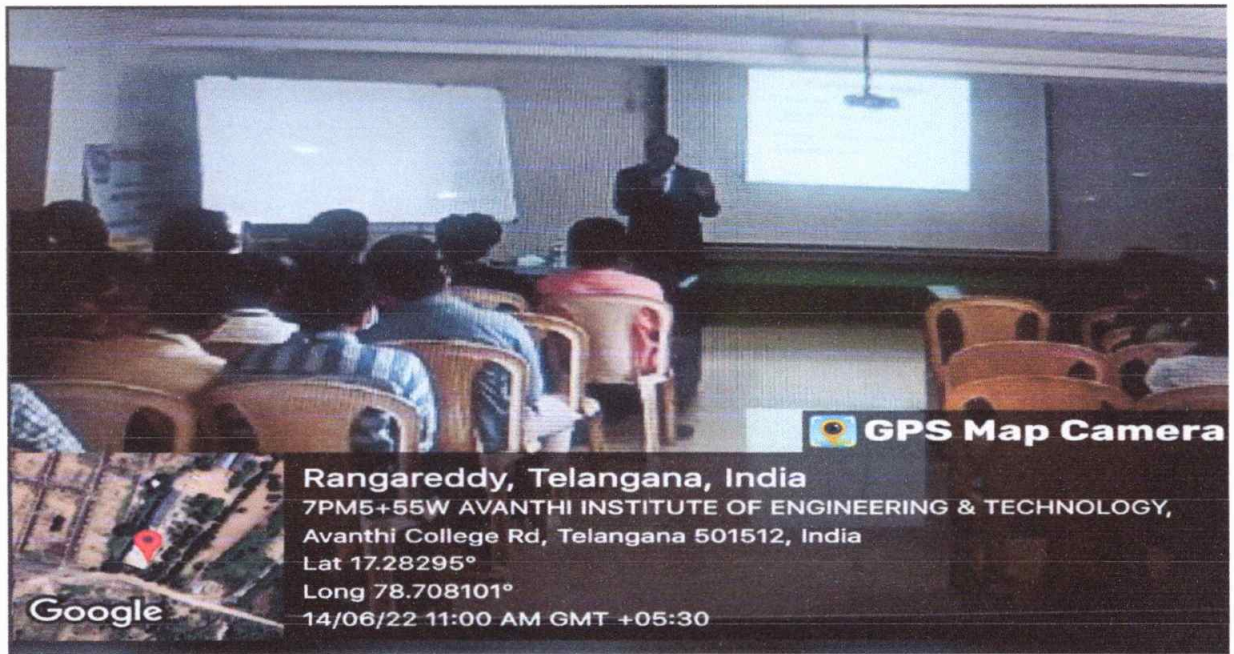 GPS Map Camera
Rangareddy, Telangana, India
7PM5+55W AVANTHI INSTITUTE OF ENGINEERING & TECHNOLOGY,
Avanthi College Rd, Telangana 501512, India
Lat 17.28295°
Long 78.708101°
14/06/22 11:00 AM GMT +05:30
Google